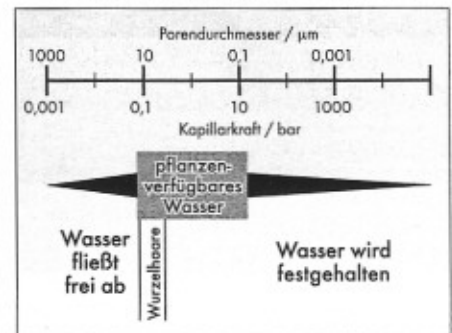 Porendurchmesser / µm
1000 10 0,1 0,001
0,001 0,1 10 1000
Kapillarkraft / bar
pflanzen-
verfügbares
Wasser
Wasser
fließt
frei ab
Wurzelhaare
Wasser wird
festgehalten